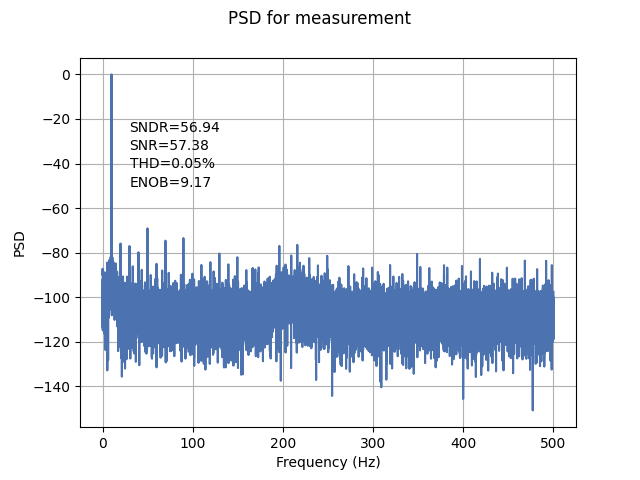 PSD for measurement
0
−20
−40
−60
−80
−100
−120
−140
PSD
SNDR=56.94
SNR=57.38
THD=0.05%
ENOB=9.17
0 100 200 300 400 500
Frequency (Hz)